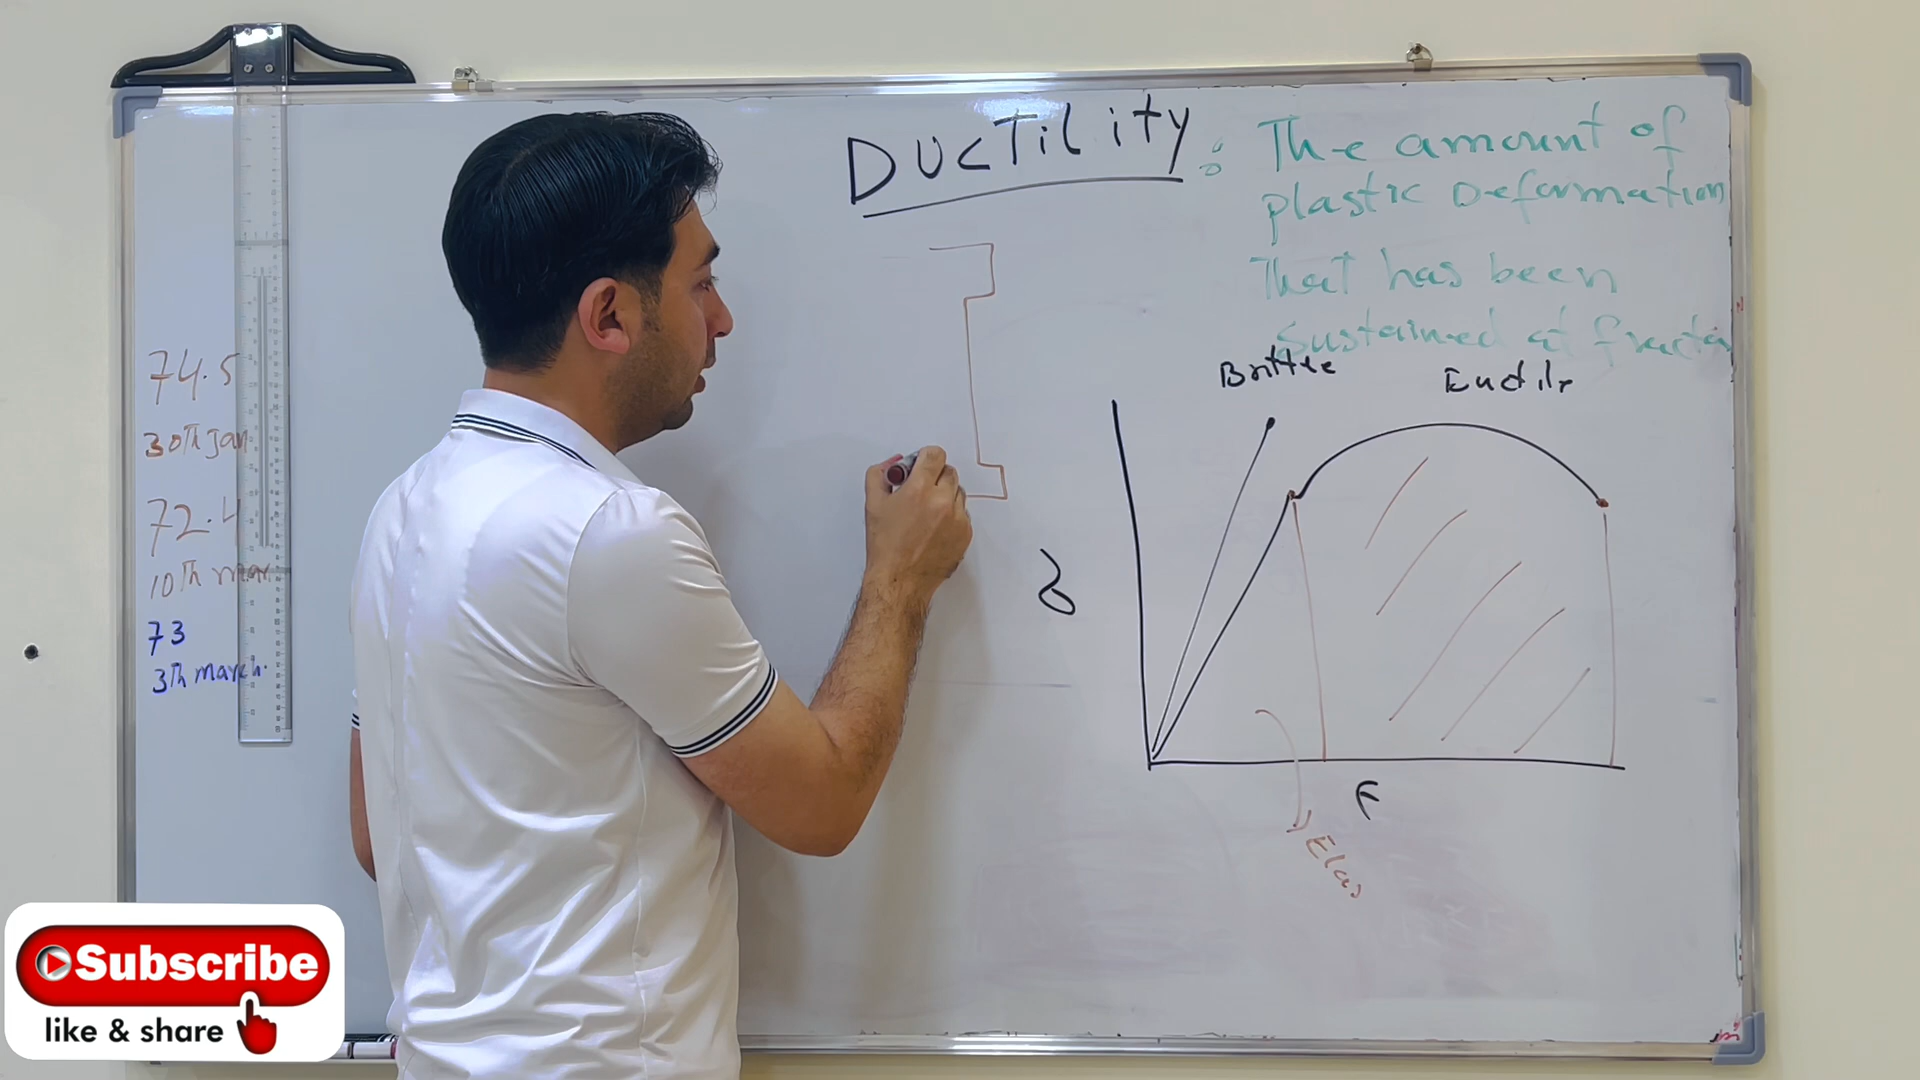 DUCTility : The amount of
plastic Deformation
That has been
sustained at
Brittle
Ductile
σ
ε
Elas
74.5
30Th Jan
72.4
10Th mar
73
3Th march.
Subscribe
like & share